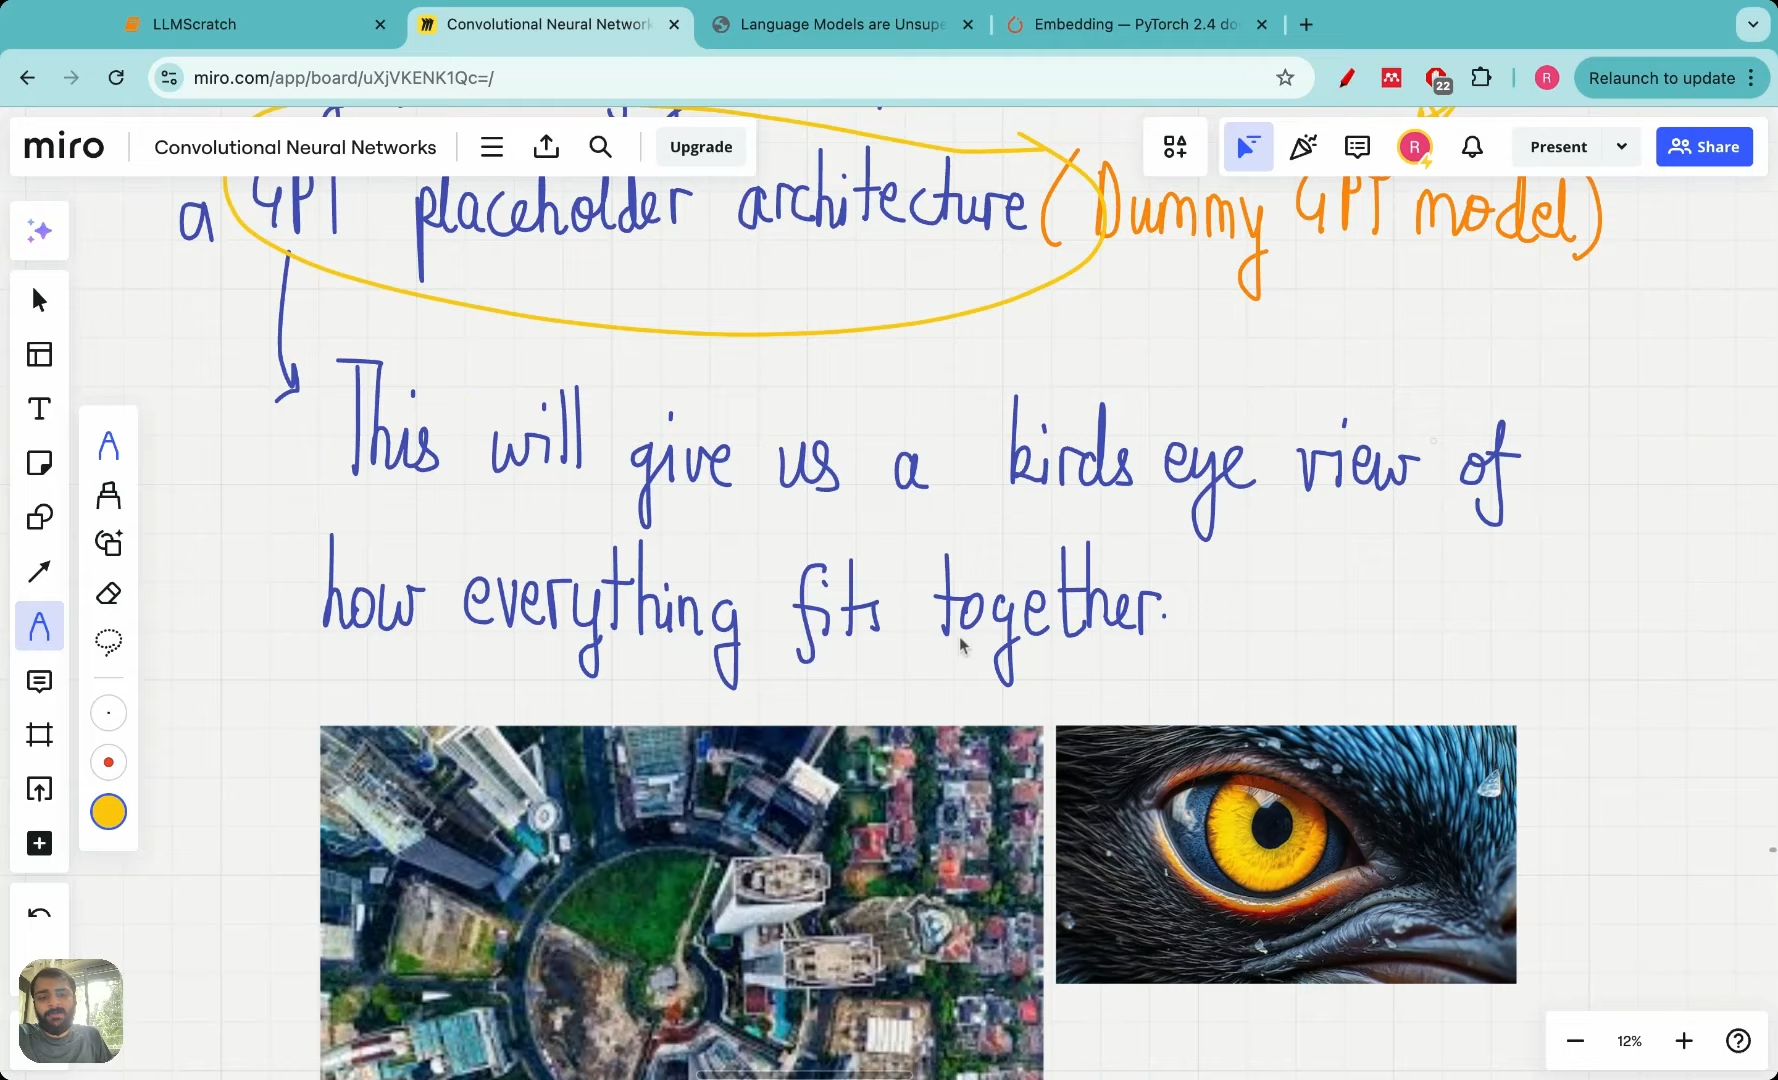 LLMScratch
Convolutional Neural Network
Language Models are Unsupe
Embedding — PyTorch 2.4 do
miro.com/app/board/uXjVKENK1Qc=/
22
R
Relaunch to update
miro
Convolutional Neural Networks
Upgrade
R
Present
Share
a GPT placeholder architecture (Dummy GPT model)
This will give us a birds eye view of
how everything fits together.
12%